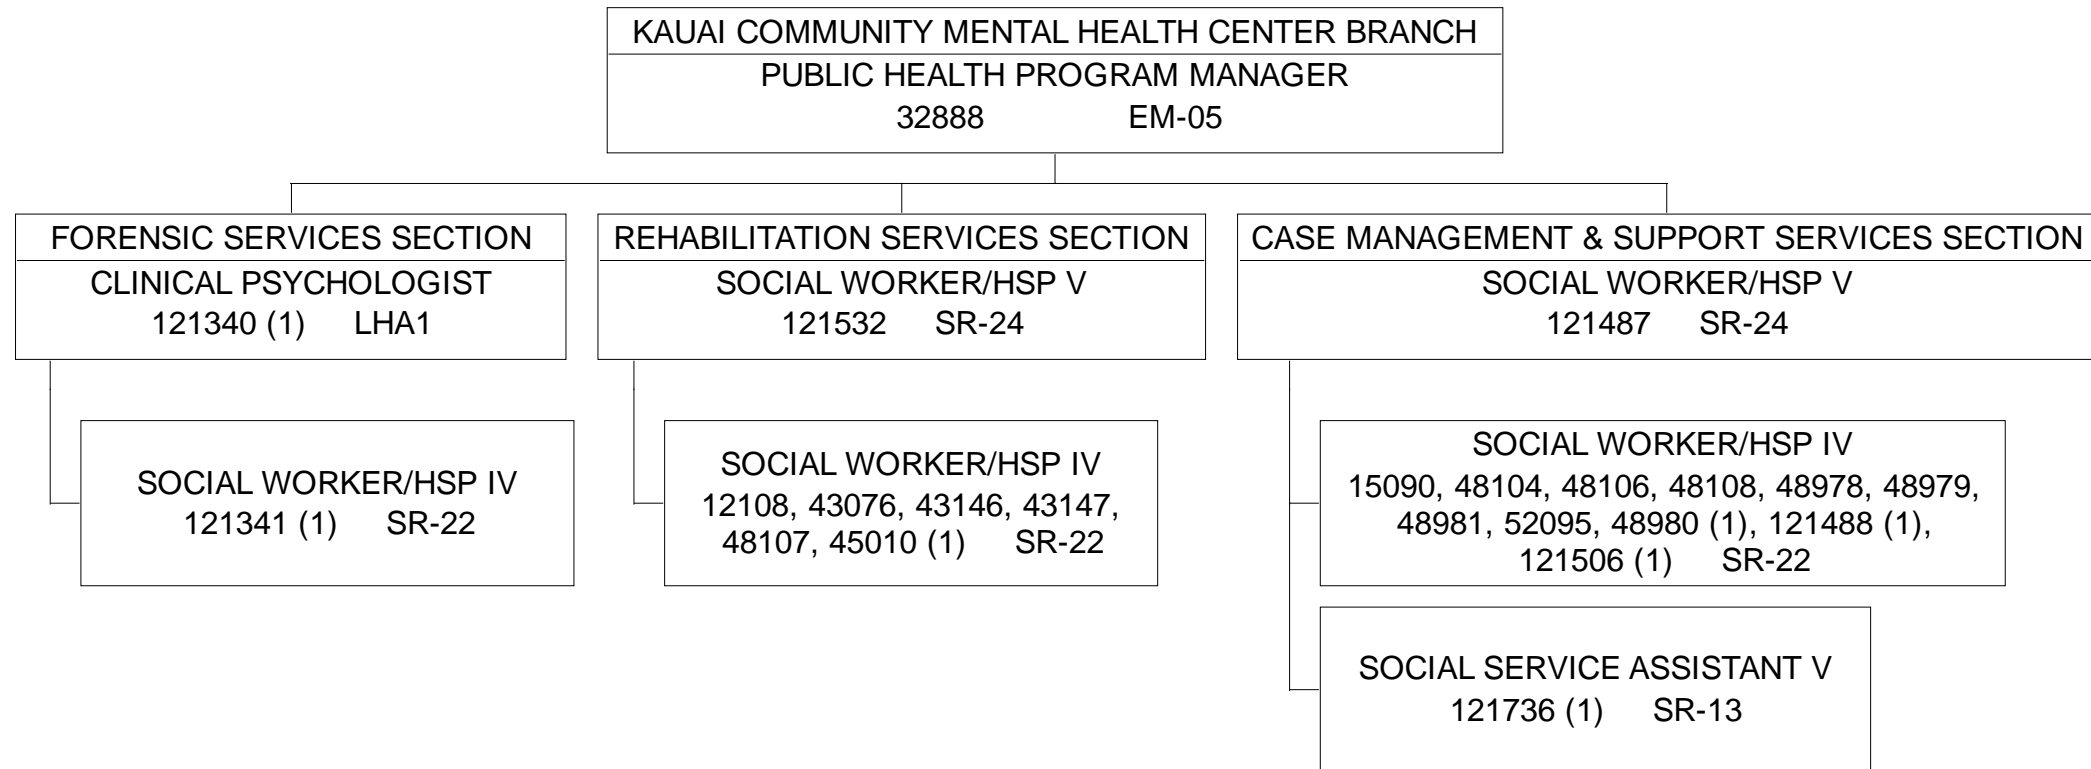 KAUAI COMMUNITY MENTAL HEALTH CENTER BRANCH
PUBLIC HEALTH PROGRAM MANAGER
32888 EM-05
FORENSIC SERVICES SECTION
CLINICAL PSYCHOLOGIST
121340 (1) LHA1
REHABILITATION SERVICES SECTION
SOCIAL WORKER/HSP V
121532 SR-24
CASE MANAGEMENT & SUPPORT SERVICES SECTION
SOCIAL WORKER/HSP V
121487 SR-24
SOCIAL WORKER/HSP IV
121341 (1) SR-22
SOCIAL WORKER/HSP IV
12108, 43076, 43146, 43147,
48107, 45010 (1) SR-22
SOCIAL WORKER/HSP IV
15090, 48104, 48106, 48108, 48978, 48979,
48981, 52095, 48980 (1), 121488 (1),
121506 (1) SR-22
SOCIAL SERVICE ASSISTANT V
121736 (1) SR-13